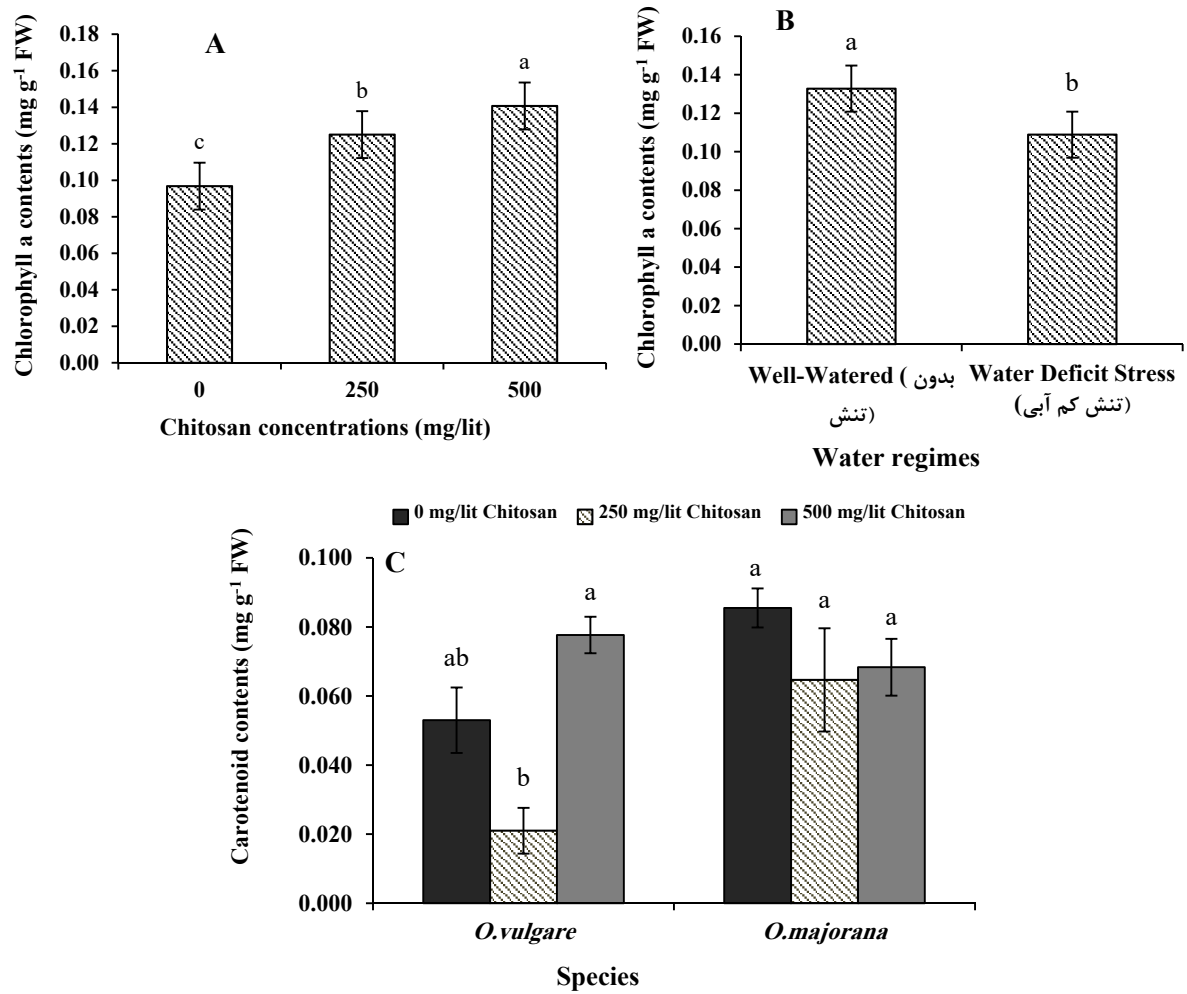 A
Chlorophyll a contents (mg g⁻¹ FW)
0.18
0.16
0.14
0.12
0.10
0.08
0.06
0.04
0.02
0.00
c
b
a
0
250
500
Chitosan concentrations (mg/lit)
B
Chlorophyll a contents (mg g⁻¹ FW)
0.16
0.14
0.12
0.10
0.08
0.06
0.04
0.02
0.00
a
b
Well-Watered ( بدون
تنش)
Water Deficit Stress
(تنش کم آبی)
Water regimes
0 mg/lit Chitosan
250 mg/lit Chitosan
500 mg/lit Chitosan
C
Carotenoid contents (mg g⁻¹ FW)
0.100
0.080
0.060
0.040
0.020
0.000
ab
b
a
a
a
a
O.vulgare
O.majorana
Species